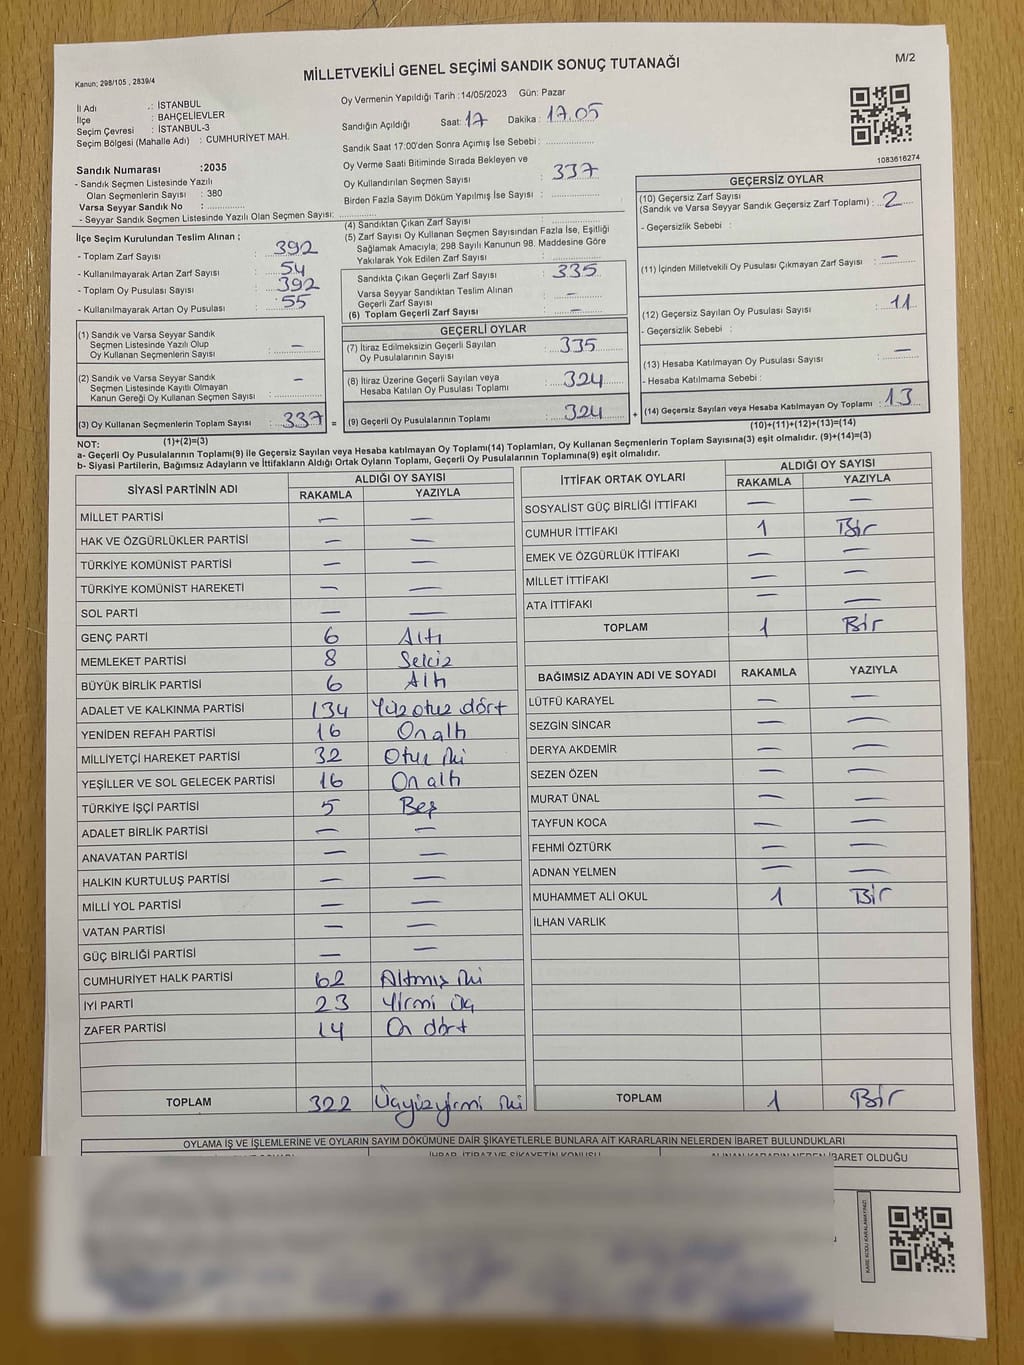 M/2
MİLLETVEKİLİ GENEL SEÇİMİ SANDIK SONUÇ TUTANAĞI
Kanun; 298/105 , 2839/4
İl Adı .: İSTANBUL
İlçe : BAHÇELİEVLER
Seçim Çevresi : İSTANBUL-3
Seçim Bölgesi (Mahalle Adı) : CUMHURİYET MAH.
Sandık Numarası :2035
- Sandık Seçmen Listesinde Yazılı
Olan Seçmenlerin Sayısı : 380
Varsa Seyyar Sandık No :
- Seyyar Sandık Seçmen Listesinde Yazılı Olan Seçmen Sayısı:
Oy Vermenin Yapıldığı Tarih :14/05/2023 Gün: Pazar
Sandığın Açıldığı Saat: 17 Dakika : 17.05
Sandık Saat 17:00'den Sonra Açımış İse Sebebi :
Oy Verme Saati Bitiminde Sırada Bekleyen ve
Oy Kullandırılan Seçmen Sayısı : 337
Birden Fazla Sayım Döküm Yapılmış İse Sayısı :
1083616274
İlçe Seçim Kurulundan Teslim Alınan ;
- Toplam Zarf Sayısı : 392
- Kullanılmayarak Artan Zarf Sayısı : 54
- Toplam Oy Pusulası Sayısı : 392
- Kullanılmayarak Artan Oy Pusulası : 55
(1) Sandık ve Varsa Seyyar Sandık
Seçmen Listesinde Yazılı Olup
Oy Kullanan Seçmenlerin Sayısı : —
(2) Sandık ve Varsa Seyyar Sandık
Seçmen Listesinde Kayıtlı Olmayan
Kanun Gereği Oy Kullanan Seçmen Sayısı : —
(3) Oy Kullanan Seçmenlerin Toplam Sayısı : 337 =
(1)+(2)=(3)
(4) Sandıktan Çıkan Zarf Sayısı :
(5) Zarf Sayısı Oy Kullanan Seçmen Sayısından Fazla İse, Eşitliği
Sağlamak Amacıyla; 298 Sayılı Kanunun 98. Maddesine Göre
Yakılarak Yok Edilen Zarf Sayısı :
Sandıkta Çıkan Geçerli Zarf Sayısı : 335
Varsa Seyyar Sandıktan Teslim Alınan
Geçerli Zarf Sayısı : —
(6) Toplam Geçerli Zarf Sayısı : —
GEÇERLİ OYLAR
(7) İtiraz Edilmeksizin Geçerli Sayılan
Oy Pusulalarının Sayısı : 335
(8) İtiraz Üzerine Geçerli Sayılan veya
Hesaba Katılan Oy Pusulası Toplamı : 324
(9) Geçerli Oy Pusulalarının Toplamı : 324 +
GEÇERSİZ OYLAR
(10) Geçersiz Zarf Sayısı
(Sandık ve Varsa Seyyar Sandık Geçersiz Zarf Toplamı) : 2
- Geçersizlik Sebebi :
(11) İçinden Milletvekili Oy Pusulası Çıkmayan Zarf Sayısı : —
(12) Geçersiz Sayılan Oy Pusulası Sayısı : 11
- Geçersizlik Sebebi :
(13) Hesaba Katılmayan Oy Pusulası Sayısı : —
- Hesaba Katılmama Sebebi :
(14) Geçersiz Sayılan veya Hesaba Katılmayan Oy Toplamı : 13
(10)+(11)+(12)+(13)=(14)
NOT:
a- Geçerli Oy Pusulalarının Toplamı(9) ile Geçersiz Sayılan veya Hesaba katılmayan Oy Toplamı(14) Toplamları, Oy Kullanan Seçmenlerin Toplam Sayısına(3) eşit olmalıdır. (9)+(14)=(3)
b- Siyasi Partilerin, Bağımsız Adayların ve İttifakların Aldığı Ortak Oyların Toplamı, Geçerli Oy Pusulalarının Toplamına(9) eşit olmalıdır.
SİYASİ PARTİNİN ADI ALDIĞI OY SAYISI
RAKAMLA YAZIYLA
MİLLET PARTİSİ — —
HAK VE ÖZGÜRLÜKLER PARTİSİ — —
TÜRKİYE KOMÜNİST PARTİSİ — —
TÜRKİYE KOMÜNİST HAREKETİ — —
SOL PARTİ — —
GENÇ PARTİ 6 Altı
MEMLEKET PARTİSİ 8 Sekiz
BÜYÜK BİRLİK PARTİSİ 6 Altı
ADALET VE KALKINMA PARTİSİ 134 Yüz otuz dört
YENİDEN REFAH PARTİSİ 16 On altı
MİLLİYETÇİ HAREKET PARTİSİ 32 Otuz iki
YEŞİLLER VE SOL GELECEK PARTİSİ 16 On altı
TÜRKİYE İŞÇİ PARTİSİ 5 Beş
ADALET BİRLİK PARTİSİ — —
ANAVATAN PARTİSİ — —
HALKIN KURTULUŞ PARTİSİ — —
MİLLİ YOL PARTİSİ — —
VATAN PARTİSİ — —
GÜÇ BİRLİĞİ PARTİSİ — —
CUMHURİYET HALK PARTİSİ 62 Altmış iki
İYİ PARTİ 23 Yirmi üç
ZAFER PARTİSİ 14 On dört
TOPLAM 322 Üçyüzyirmi iki
İTTİFAK ORTAK OYLARI ALDIĞI OY SAYISI
RAKAMLA YAZIYLA
SOSYALİST GÜÇ BİRLİĞİ İTTİFAKI — —
CUMHUR İTTİFAKI 1 Bir
EMEK VE ÖZGÜRLÜK İTTİFAKI — —
MİLLET İTTİFAKI — —
ATA İTTİFAKI — —
TOPLAM 1 Bir
BAĞIMSIZ ADAYIN ADI VE SOYADI RAKAMLA YAZIYLA
LÜTFÜ KARAYEL — —
SEZGİN SİNCAR — —
DERYA AKDEMİR — —
SEZEN ÖZEN — —
MURAT ÜNAL — —
TAYFUN KOCA — —
FEHMİ ÖZTÜRK — —
ADNAN YELMEN — —
MUHAMMET ALİ OKUL 1 Bir
İLHAN VARLIK
TOPLAM 1 Bir
OYLAMA İŞ VE İŞLEMLERİNE VE OYLARIN SAYIM DÖKÜMÜNE DAİR ŞİKAYETLERLE BUNLARA AİT KARARLARIN NELERDEN İBARET BULUNDUKLARI
İHBAR, İTİRAZ VE ŞİKAYETİN KONUSU
ALINAN KARARIN NEDEN İBARET OLDUĞU
KARE KODU KARALAMAYINIZ!